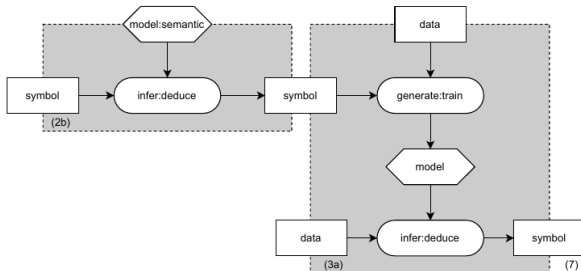 model:semantic
data
symbol
infer:deduce
symbol
generate:train
(2b)
model
data
infer:deduce
symbol
(3a)
(7)